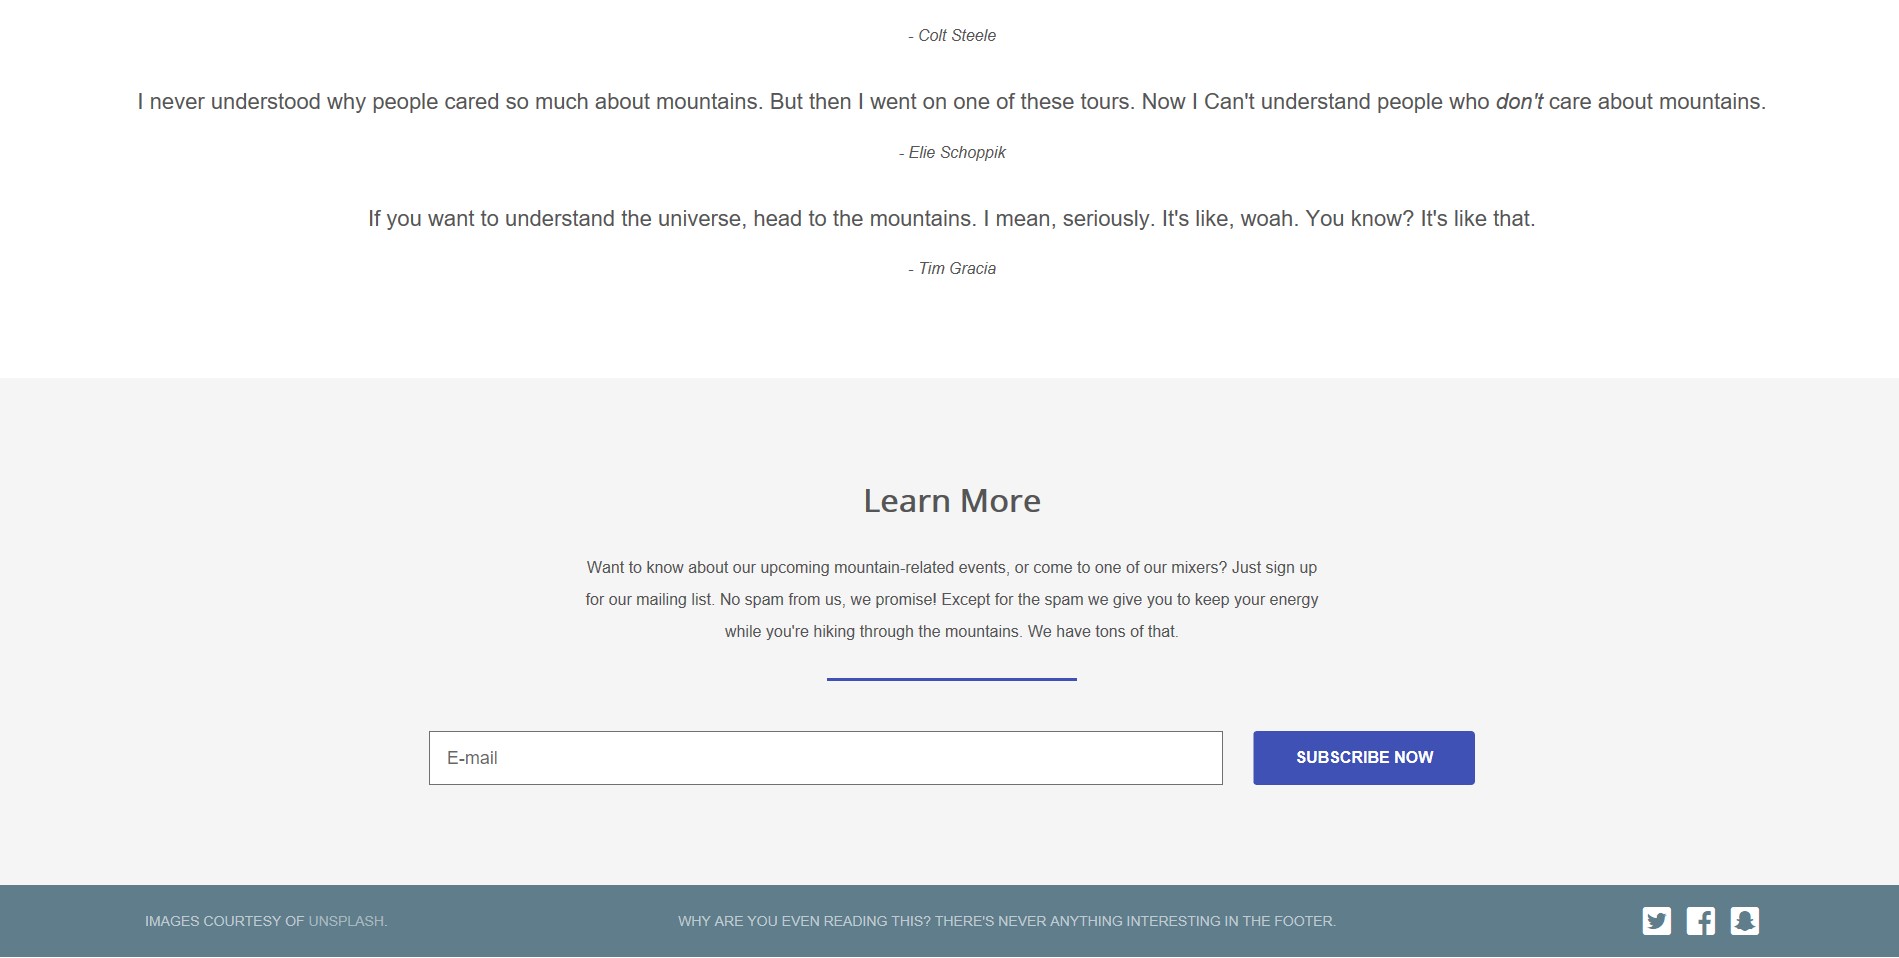 - Colt Steele
I never understood why people cared so much about mountains. But then I went on one of these tours. Now I Can't understand people who don't care about mountains.
- Elie Schoppik
If you want to understand the universe, head to the mountains. I mean, seriously. It's like, woah. You know? It's like that.
- Tim Gracia
Learn More
Want to know about our upcoming mountain-related events, or come to one of our mixers? Just sign up
for our mailing list. No spam from us, we promise! Except for the spam we give you to keep your energy
while you're hiking through the mountains. We have tons of that.
E-mail
SUBSCRIBE NOW
IMAGES COURTESY OF UNSPLASH.
WHY ARE YOU EVEN READING THIS? THERE'S NEVER ANYTHING INTERESTING IN THE FOOTER.